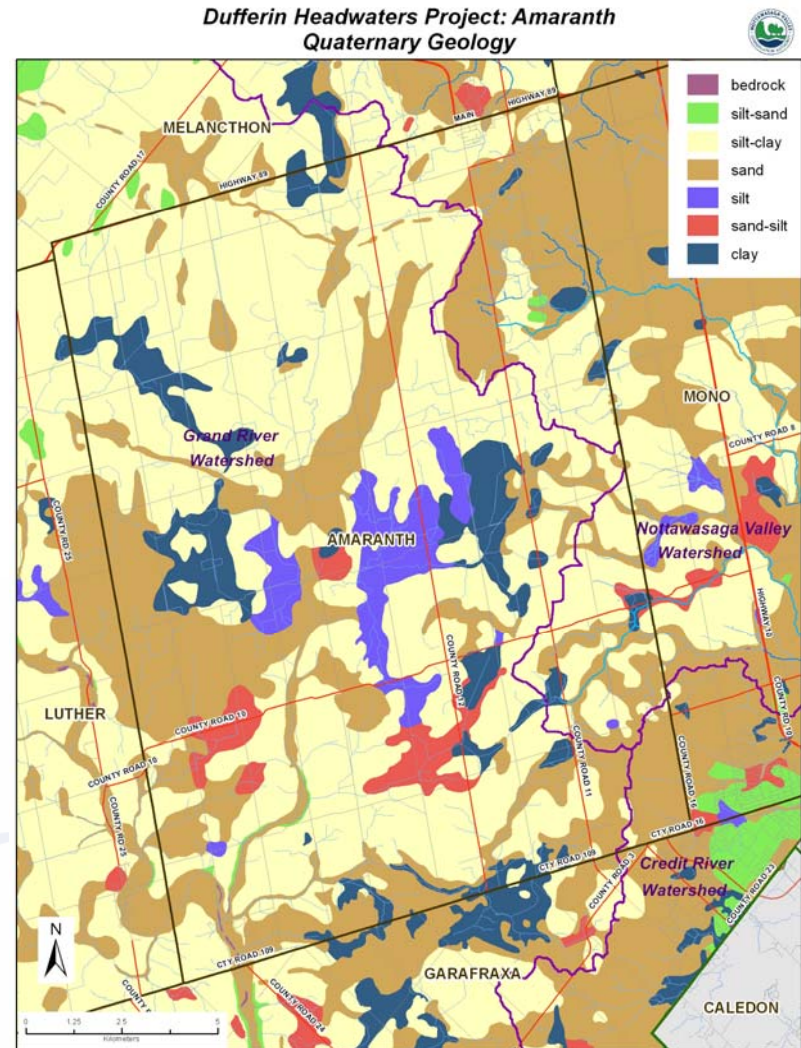 Dufferin Headwaters Project: Amaranth
Quaternary Geology
bedrock
silt-sand
silt-clay
sand
silt
sand-silt
clay
MELANCTHON
MAIN
HIGHWAY 89
COUNTY ROAD 17
HIGHWAY 89
MONO
COUNTY ROAD 8
Grand River
Watershed
COUNTY RD 25
AMARANTH
Nottawasaga Valley
Watershed
HIGHWAY 10
COUNTY ROAD 12
LUTHER
COUNTY ROAD 10
COUNTY ROAD 10
COUNTY RD 10
COUNTY ROAD 11
COUNTY ROAD 16
COUNTY RD 25
CTY ROAD 16
CTY ROAD 109
COUNTY ROAD 3
Credit River
Watershed
COUNTY ROAD 23
N
CTY ROAD 109
GARAFRAXA
COUNTY ROAD 24
CALEDON
0 1.25 2.5 5
Kilometers